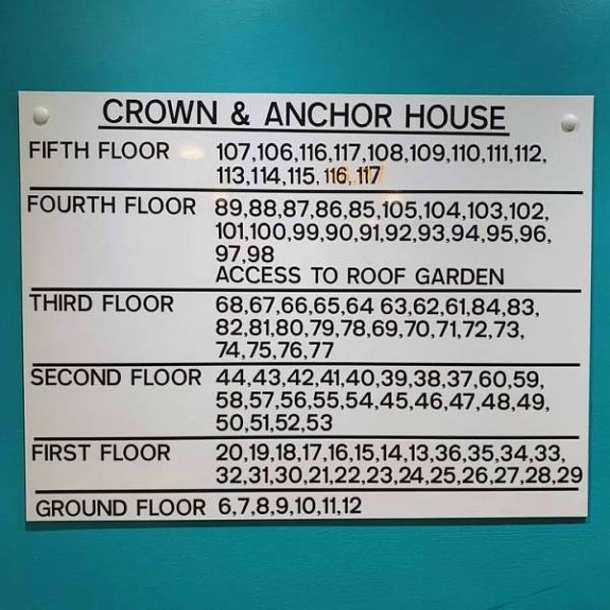 CROWN & ANCHOR HOUSE
FIFTH FLOOR 107,106,116,117,108,109,110,111,112,
113,114,115, 116, 117
FOURTH FLOOR 89,88,87,86,85,105,104,103,102,
101,100,99,90,91,92,93,94,95,96,
97,98
ACCESS TO ROOF GARDEN
THIRD FLOOR 68,67,66,65,64 63,62,61,84,83,
82,81,80,79,78,69,70,71,72,73,
74,75,76,77
SECOND FLOOR 44,43,42,41,40,39,38,37,60,59,
58,57,56,55,54,45,46,47,48,49,
50,51,52,53
FIRST FLOOR 20,19,18,17,16,15,14,13,36,35,34,33,
32,31,30,21,22,23,24,25,26,27,28,29
GROUND FLOOR 6,7,8,9,10,11,12